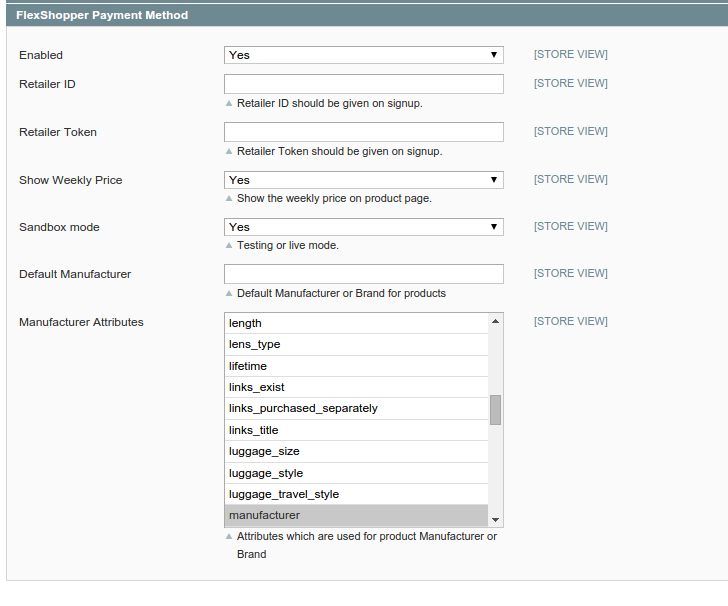 FlexShopper Payment Method
Enabled Yes [STORE VIEW]
Retailer ID [STORE VIEW]
Retailer ID should be given on signup.
Retailer Token [STORE VIEW]
Retailer Token should be given on signup.
Show Weekly Price Yes [STORE VIEW]
Show the weekly price on product page.
Sandbox mode Yes [STORE VIEW]
Testing or live mode.
Default Manufacturer [STORE VIEW]
Default Manufacturer or Brand for products
Manufacturer Attributes length [STORE VIEW]
lens_type
lifetime
links_exist
links_purchased_separately
links_title
luggage_size
luggage_style
luggage_travel_style
manufacturer
Attributes which are used for product Manufacturer or
Brand